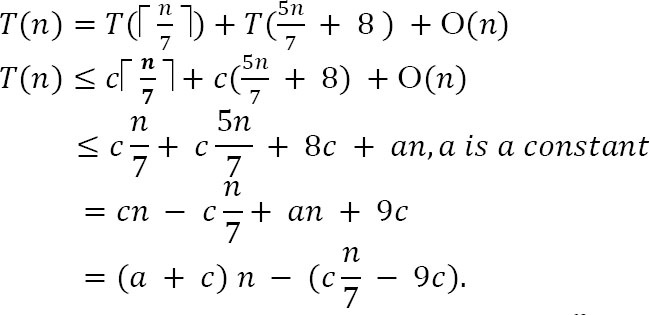 T(n) = T(⌈n/7⌉) + T(5n/7 + 8 ) + O(n)
T(n) ≤ c⌈n/7⌉ + c(5n/7 + 8) + O(n)
≤ c n/7 + c 5n/7 + 8c + an, a is a constant
= cn − c n/7 + an + 9c
= (a + c) n − (c n/7 − 9c).